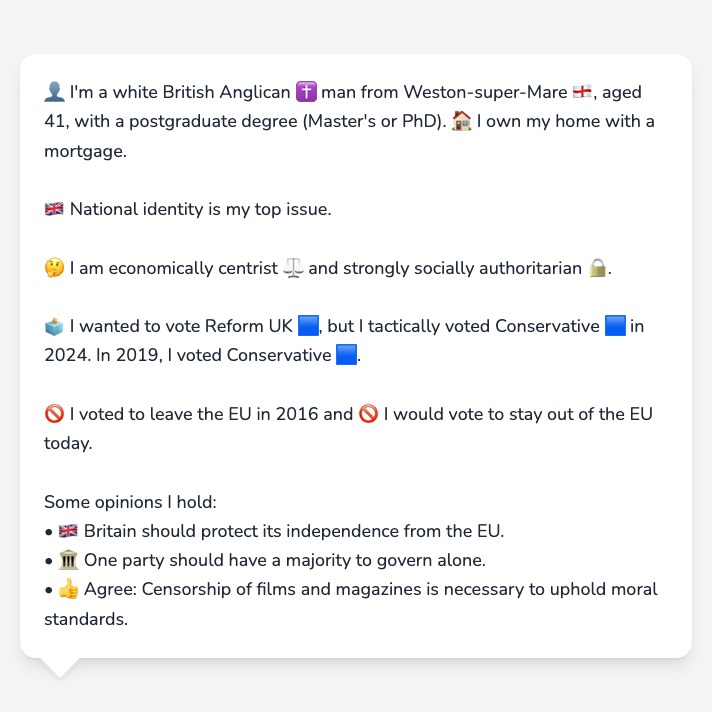 👤 I'm a white British Anglican ✝️ man from Weston-super-Mare 🏴󠁧󠁢󠁥󠁮󠁧󠁿, aged
41, with a postgraduate degree (Master's or PhD). 🏠 I own my home with a
mortgage.
🇬🇧 National identity is my top issue.
🤔 I am economically centrist ⚖️ and strongly socially authoritarian 🔒.
🗳️ I wanted to vote Reform UK 🟦, but I tactically voted Conservative 🟦 in
2024. In 2019, I voted Conservative 🟦.
🚫 I voted to leave the EU in 2016 and 🚫 I would vote to stay out of the EU
today.
Some opinions I hold:
• 🇬🇧 Britain should protect its independence from the EU.
• 🏛️ One party should have a majority to govern alone.
• 👍 Agree: Censorship of films and magazines is necessary to uphold moral
standards.